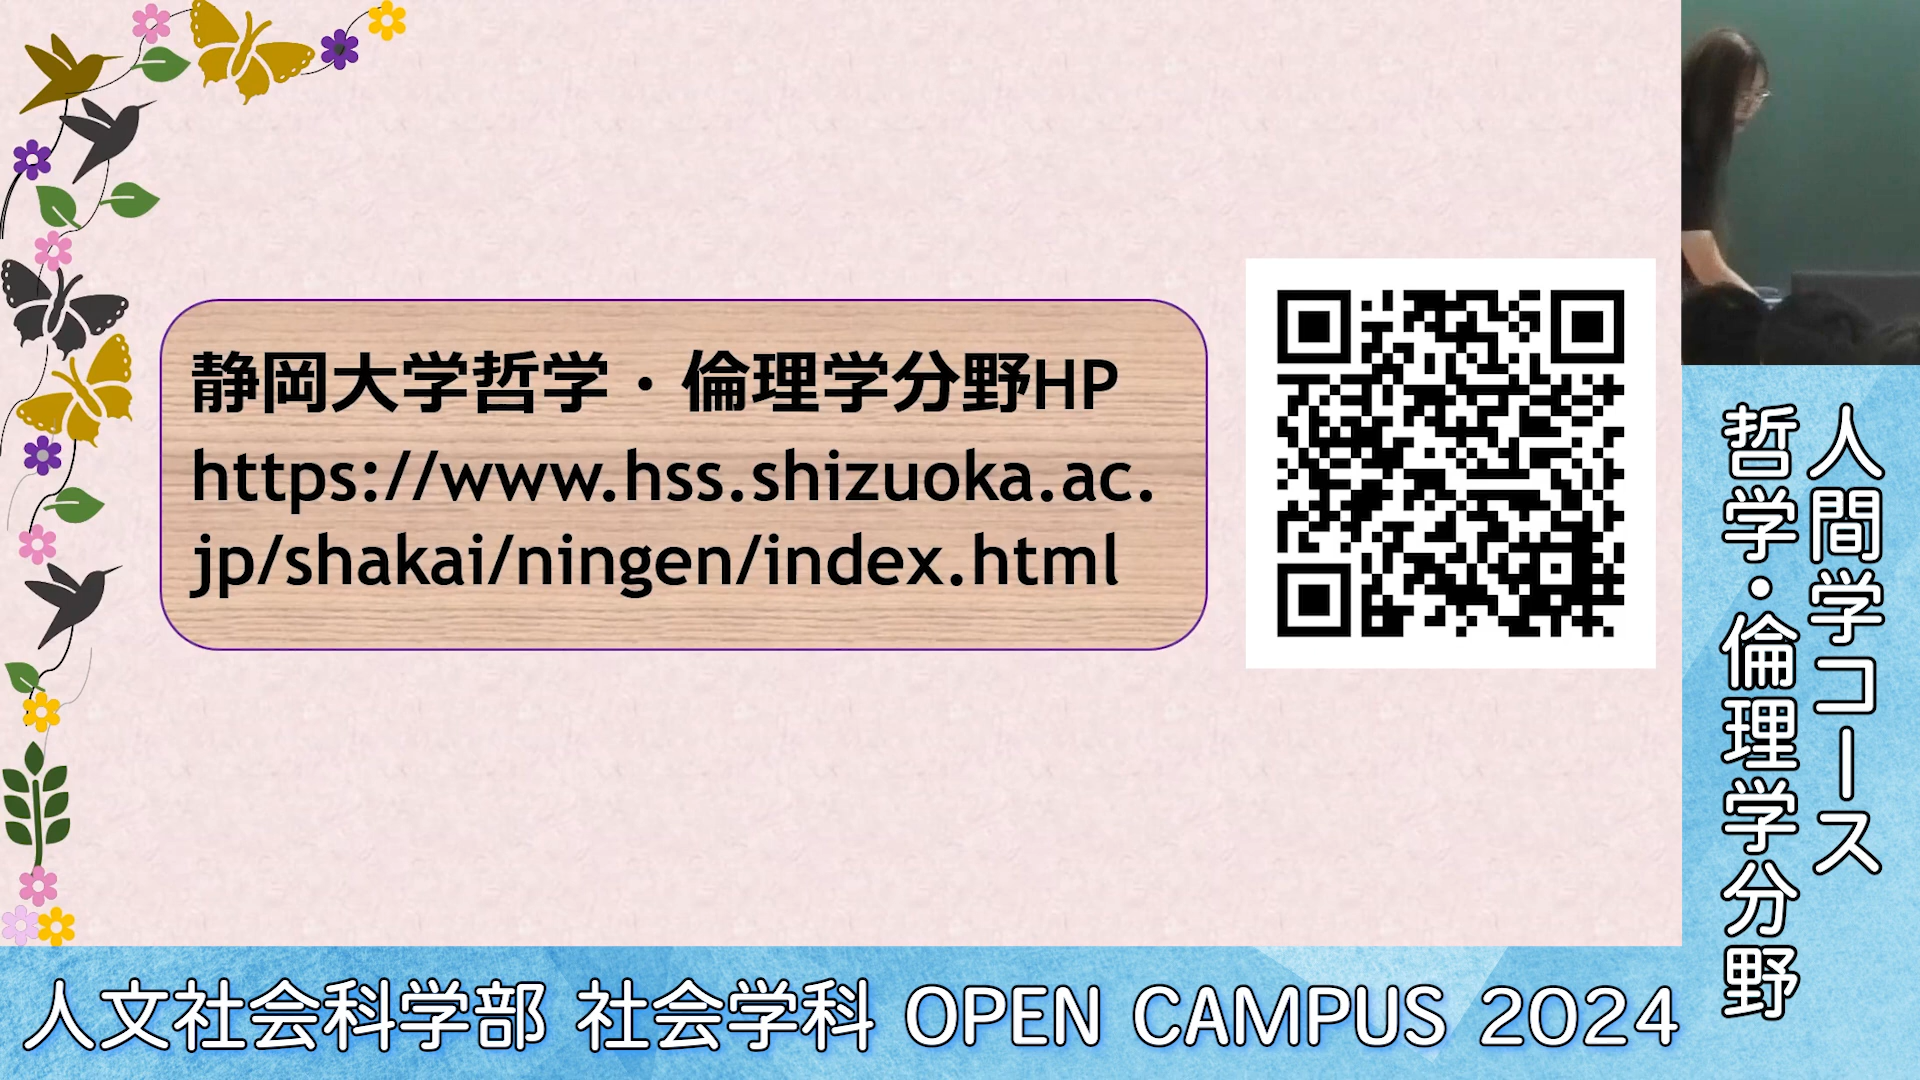 静岡大学哲学・倫理学分野HP
https://www.hss.shizuoka.ac.
jp/shakai/ningen/index.html
人間学コース
哲学・倫理学分野
人文社会科学部 社会学科 OPEN CAMPUS 2024